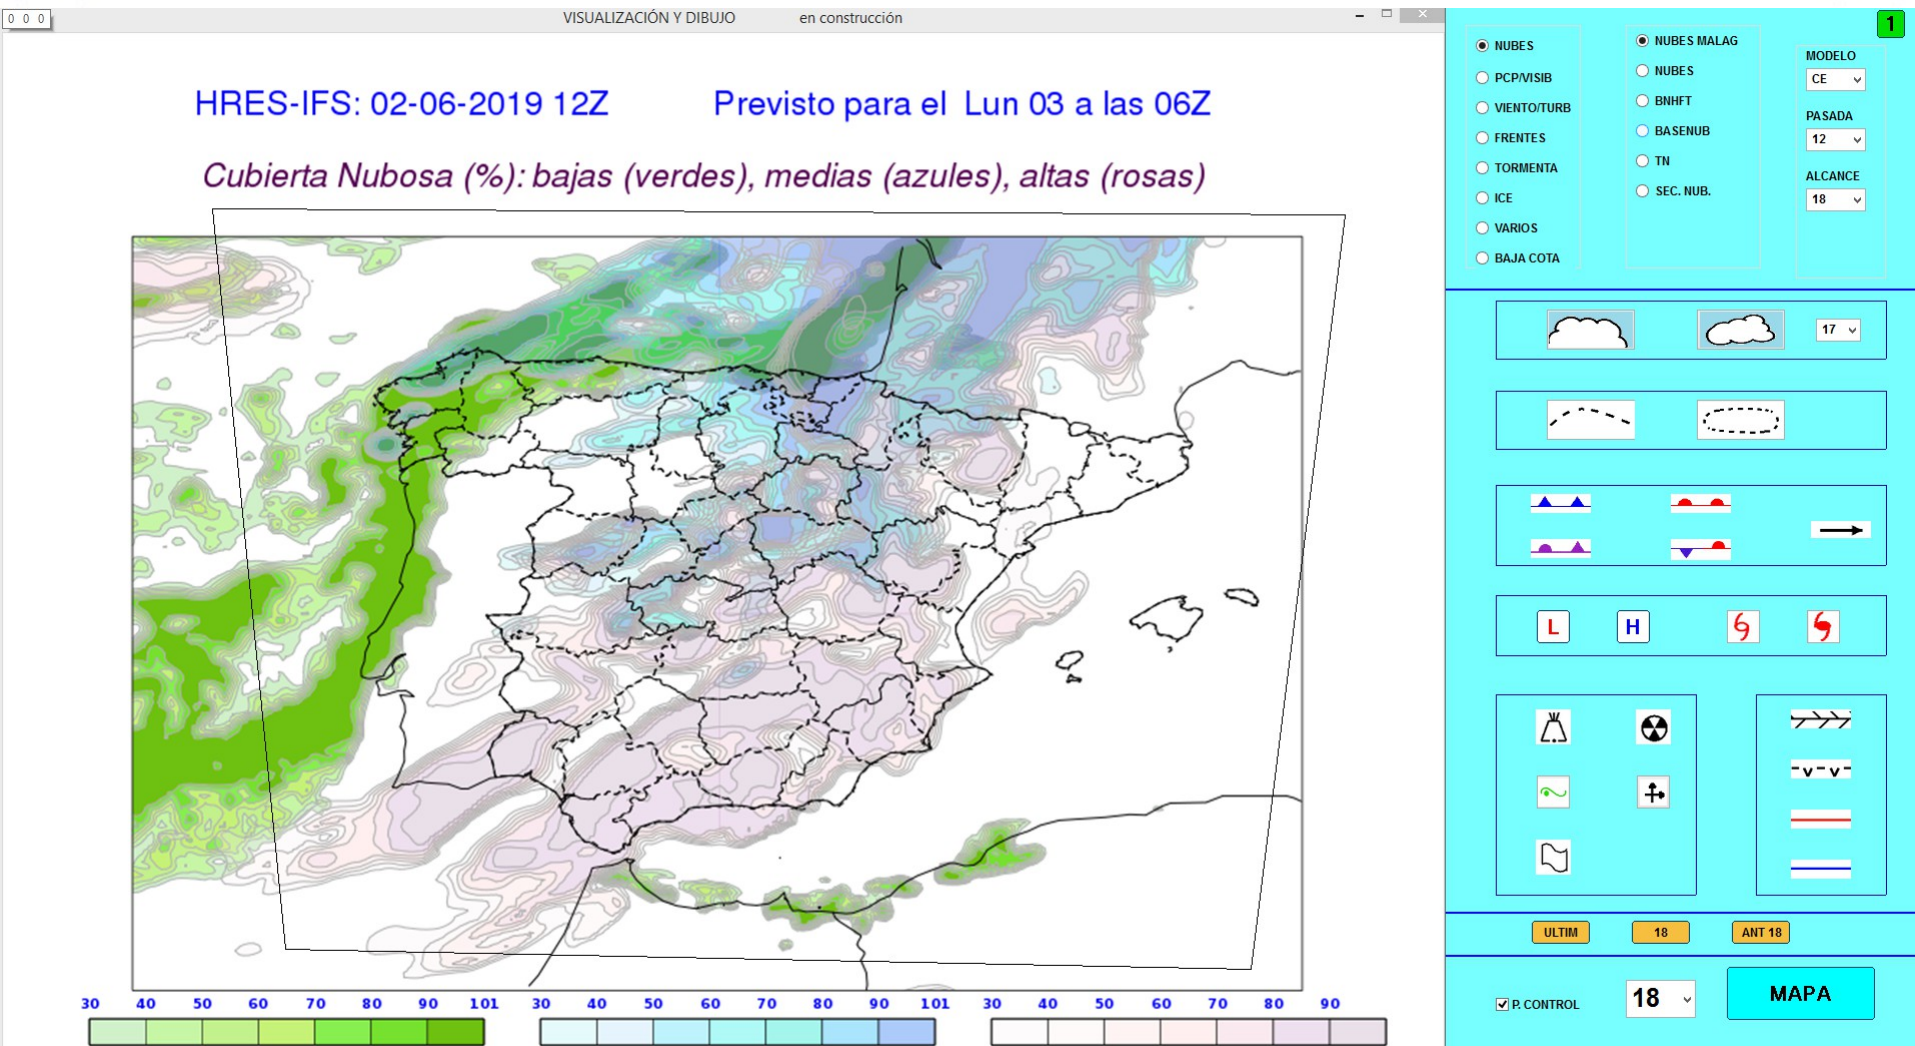 0 0 0
VISUALIZACIÓN Y DIBUJO en construcción
HRES-IFS: 02-06-2019 12Z Previsto para el Lun 03 a las 06Z
Cubierta Nubosa (%): bajas (verdes), medias (azules), altas (rosas)
30 40 50 60 70 80 90 101 30 40 50 60 70 80 90 101 30 40 50 60 70 80 90
1
NUBES
PCP/VISIB
VIENTO/TURB
FRENTES
TORMENTA
ICE
VARIOS
BAJA COTA
NUBES MALAG
NUBES
BNHFT
BASENUB
TN
SEC. NUB.
MODELO
CE
PASADA
12
ALCANCE
18
17
L H
ULTIM 18 ANT 18
P. CONTROL 18 MAPA